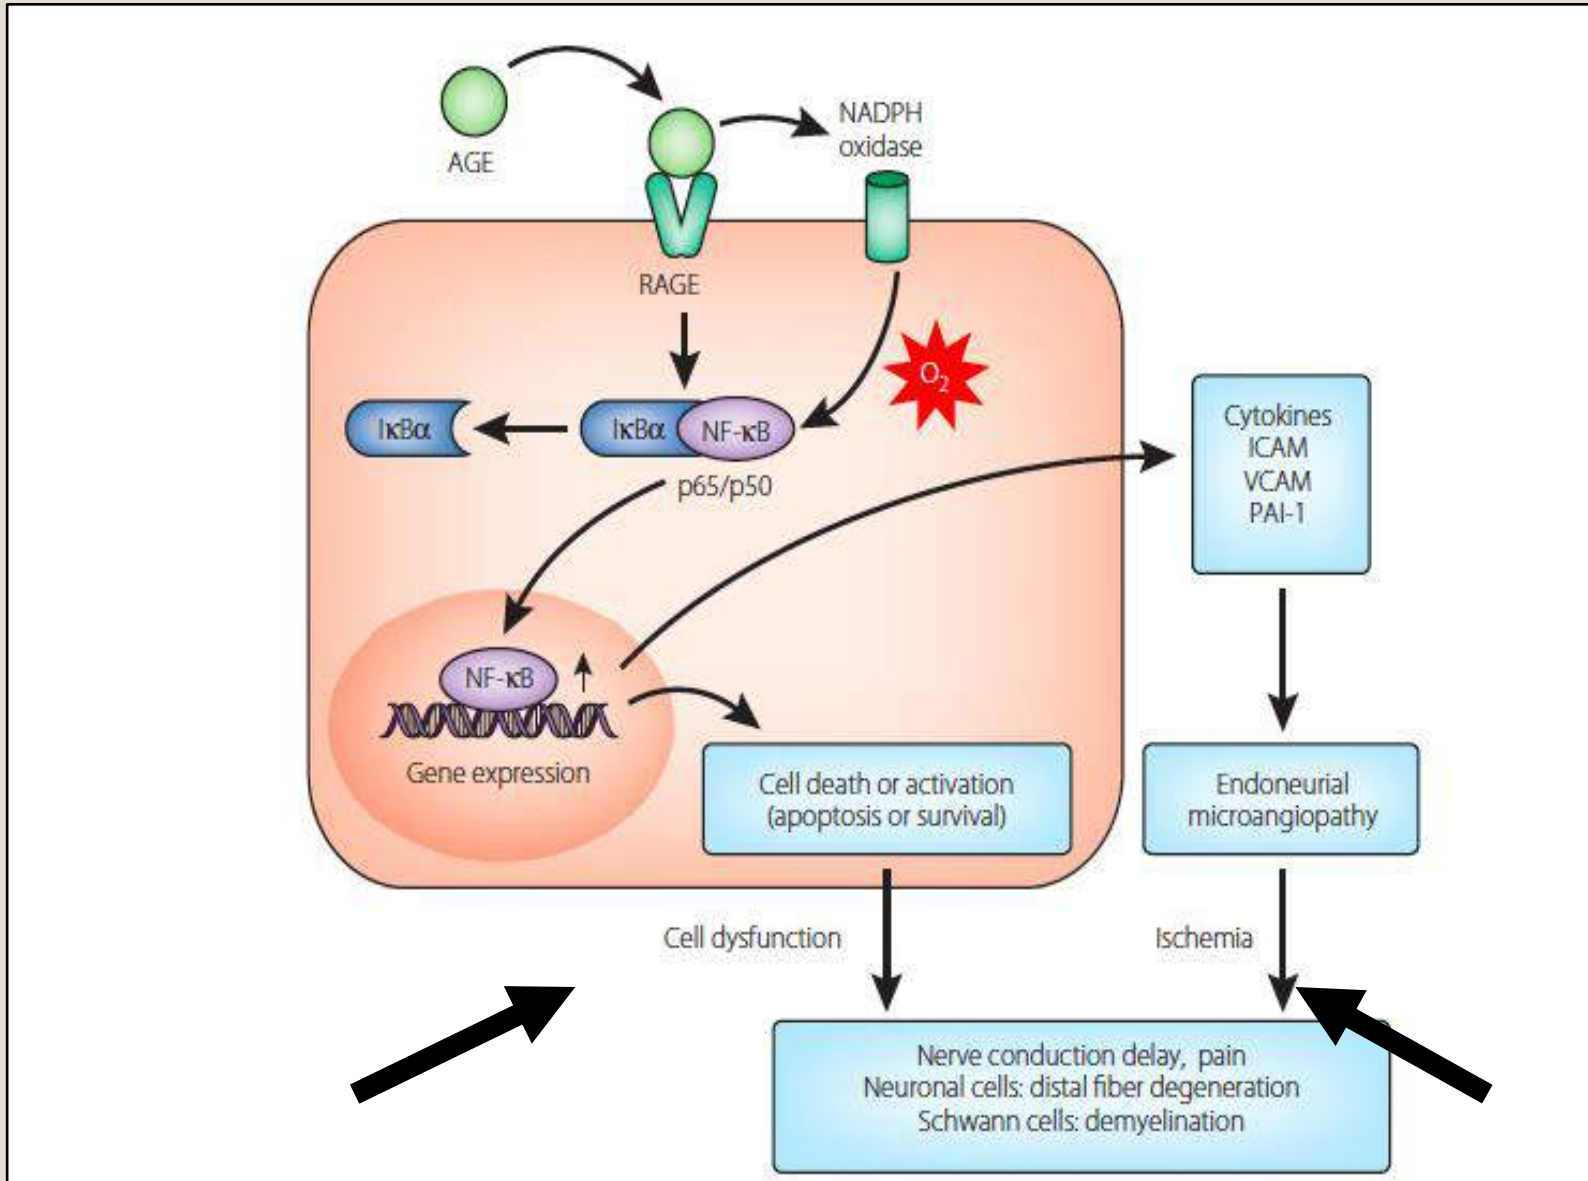 AGE
NADPH
oxidase
RAGE
O2
IκBα
IκBα
NF-κB
p65/p50
Cytokines
ICAM
VCAM
PAI-1
NF-κB
Gene expression
Cell death or activation
(apoptosis or survival)
Endoneurial
microangiopathy
Cell dysfunction
Ischemia
Nerve conduction delay, pain
Neuronal cells: distal fiber degeneration
Schwann cells: demyelination